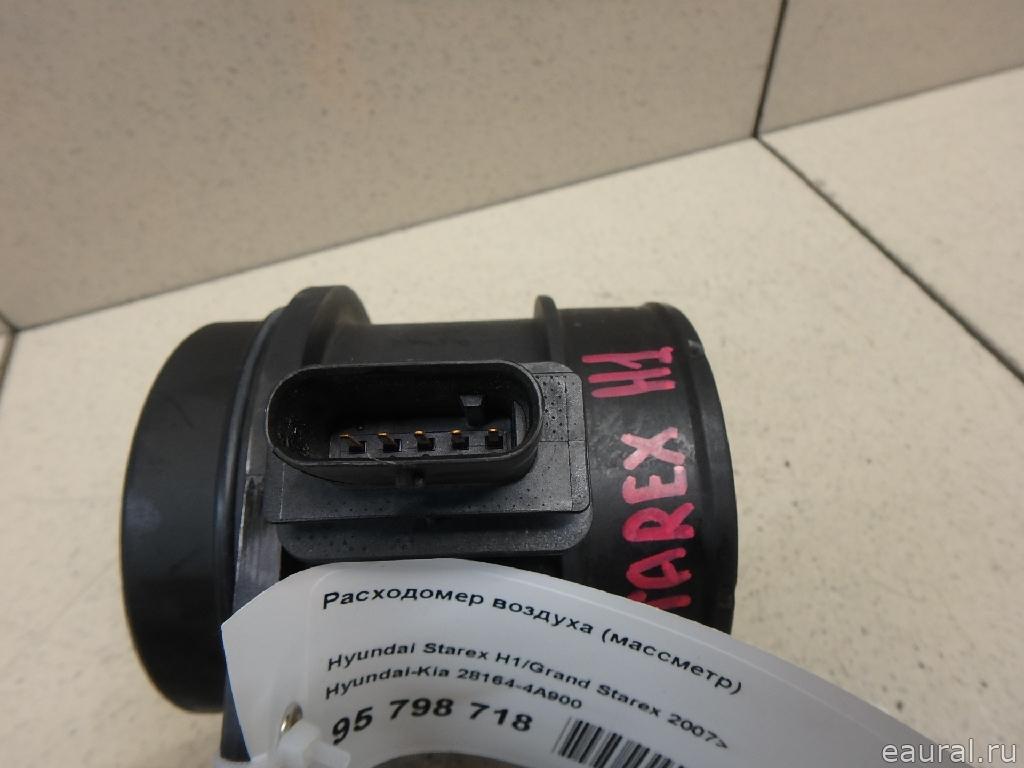 TAREX H1
Расходомер воздуха (массметр)
Hyundai Starex H1/Grand Starex 2007>
Hyundai-Kia 28164-4A900
95 798 718
eaural.ru